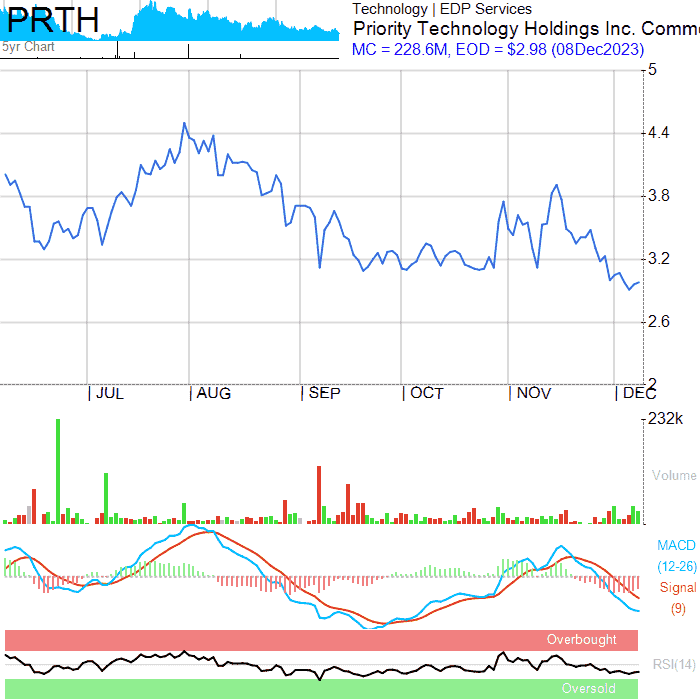 PRTH
5yr Chart
Technology | EDP Services
Priority Technology Holdings Inc. Comm
MC = 228.6M, EOD = $2.98 (08Dec2023)
5
4.4
3.8
3.2
2.6
2
JUL AUG SEP OCT NOV DEC
232k
Volume
MACD
(12-26)
Signal
(9)
Overbought
RSI(14)
Oversold